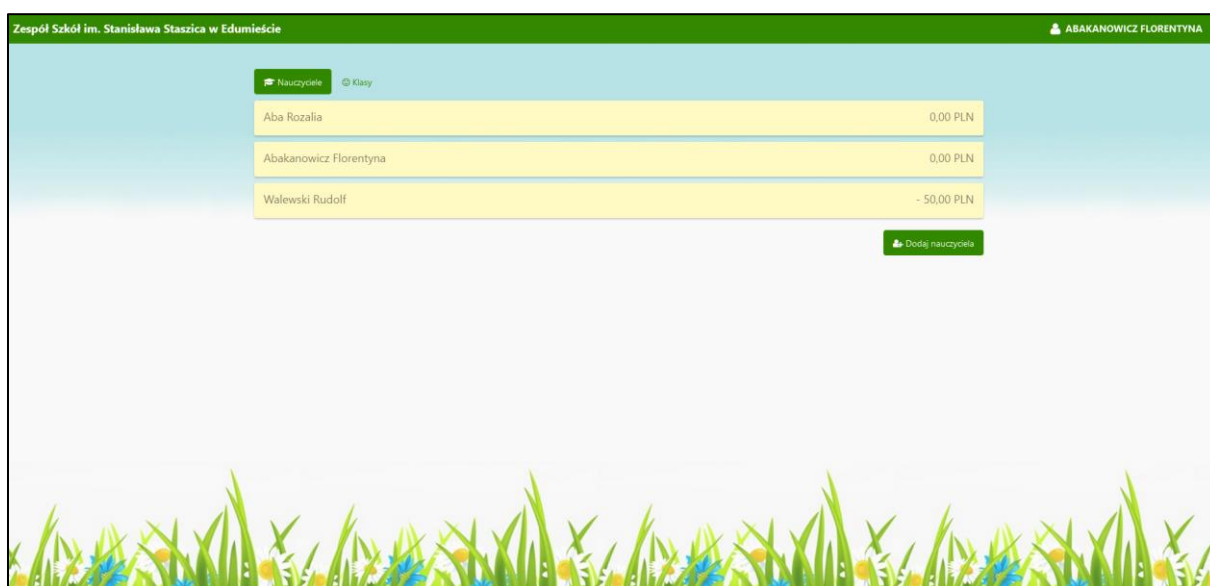 Zespół Szkół im. Stanisława Staszica w Edumieście ABAKANOWICZ FLORENTYNA
Nauczyciele Klasy
Aba Rozalia 0,00 PLN
Abakanowicz Florentyna 0,00 PLN
Walewski Rudolf - 50,00 PLN
Dodaj nauczyciela